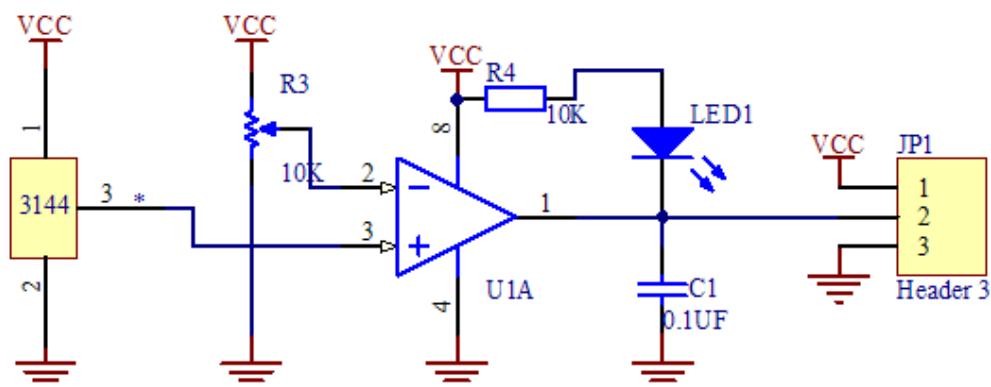 VCC
VCC
VCC
R4
R3
10K
LED1
VCC
JP1
1
8
10K
3144
3 *
2
1
1
3
2
3
2
4
U1A
C1
0.1UF
Header 3